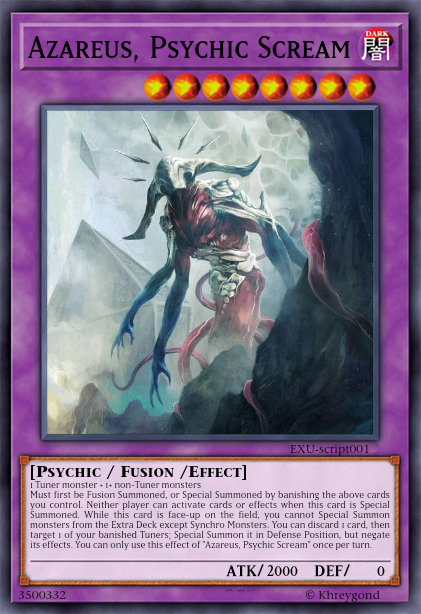 Azareus, Psychic Scream
DARK
闇
EXU-script001
[Psychic / Fusion /Effect]
1 Tuner monster + 1+ non-Tuner monsters
Must first be Fusion Summoned, or Special Summoned by banishing the above cards
you control. Neither player can activate cards or effects when this card is Special
Summoned. While this card is face-up on the field, you cannot Special Summon
monsters from the Extra Deck except Synchro Monsters. You can discard 1 card, then
target 1 of your banished Tuners; Special Summon it in Defense Position, but negate
its effects. You can only use this effect of "Azareus, Psychic Scream" once per turn.
ATK/ 2000 DEF/ 0
3500332 © Khreygond